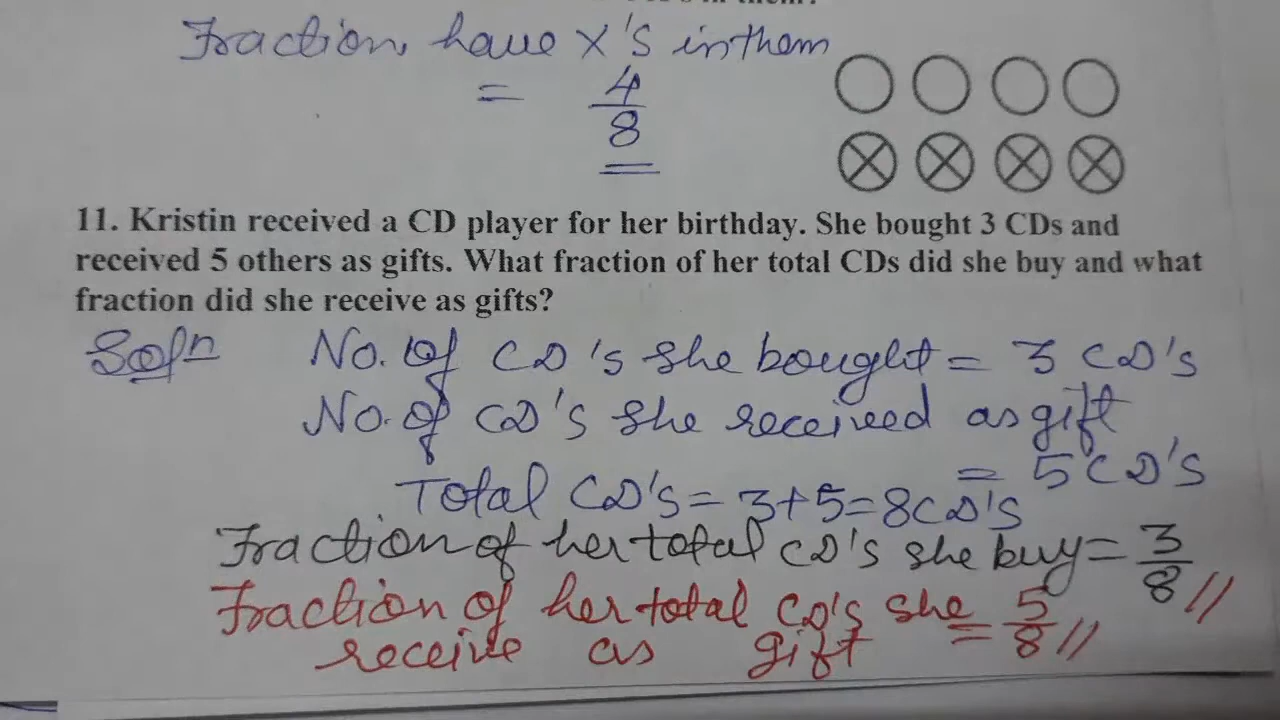 Fraction have X's in them
= 4/8
11. Kristin received a CD player for her birthday. She bought 3 CDs and
received 5 others as gifts. What fraction of her total CDs did she buy and what
fraction did she receive as gifts?
Soln No. Of CD's She bought = 3 CD's
No. of CD's She received as gift
= 5 CD'S
Total CD's = 3+5=8CD'S
Fraction of her total CD's she buy = 3/8 //
Fraction of her total CD's she = 5/8 //
receive as gift